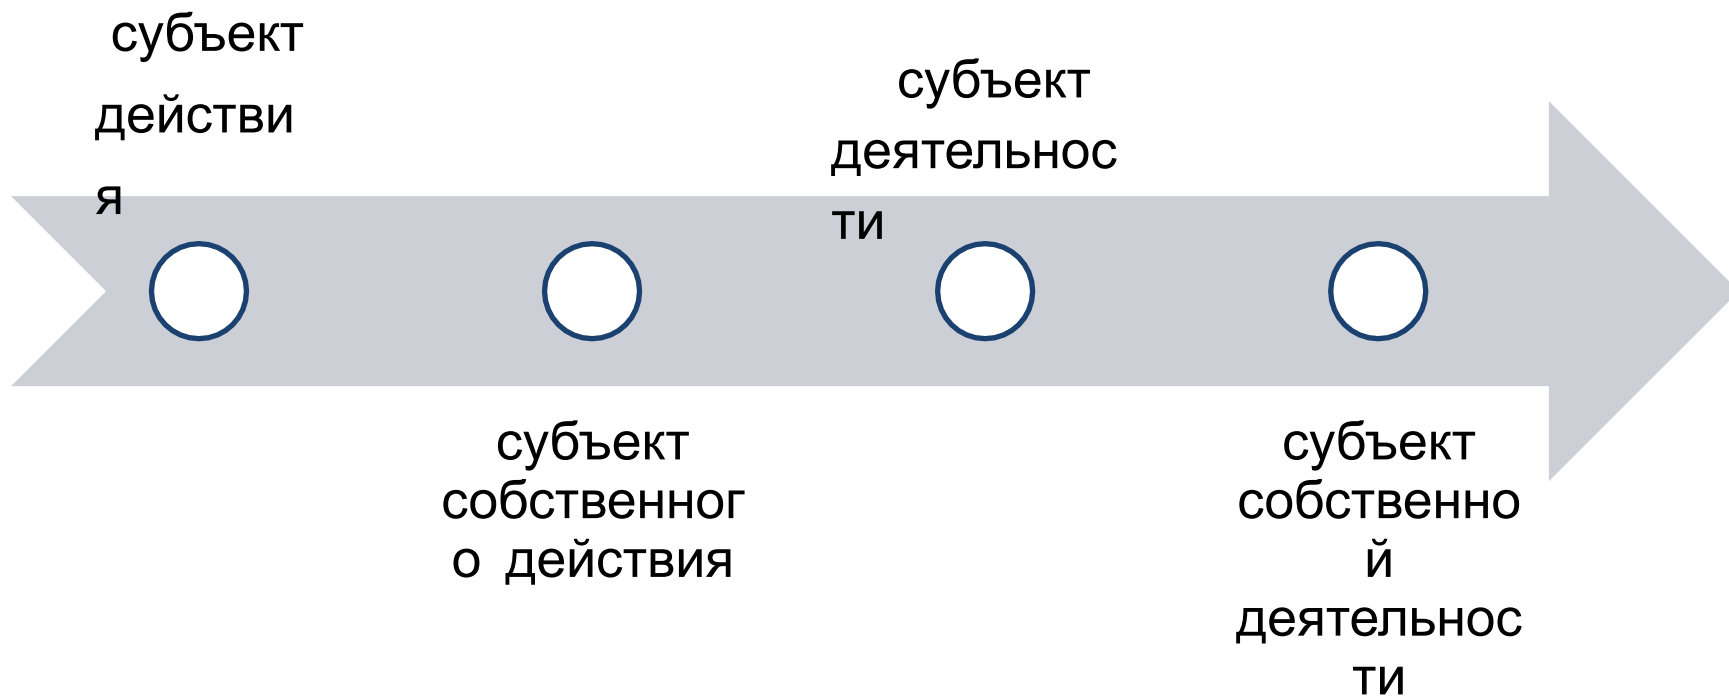 субъект
действи
я
субъект
собственног
о действия
субъект
деятельнос
ти
субъект
собственно
й
деятельнос
ти